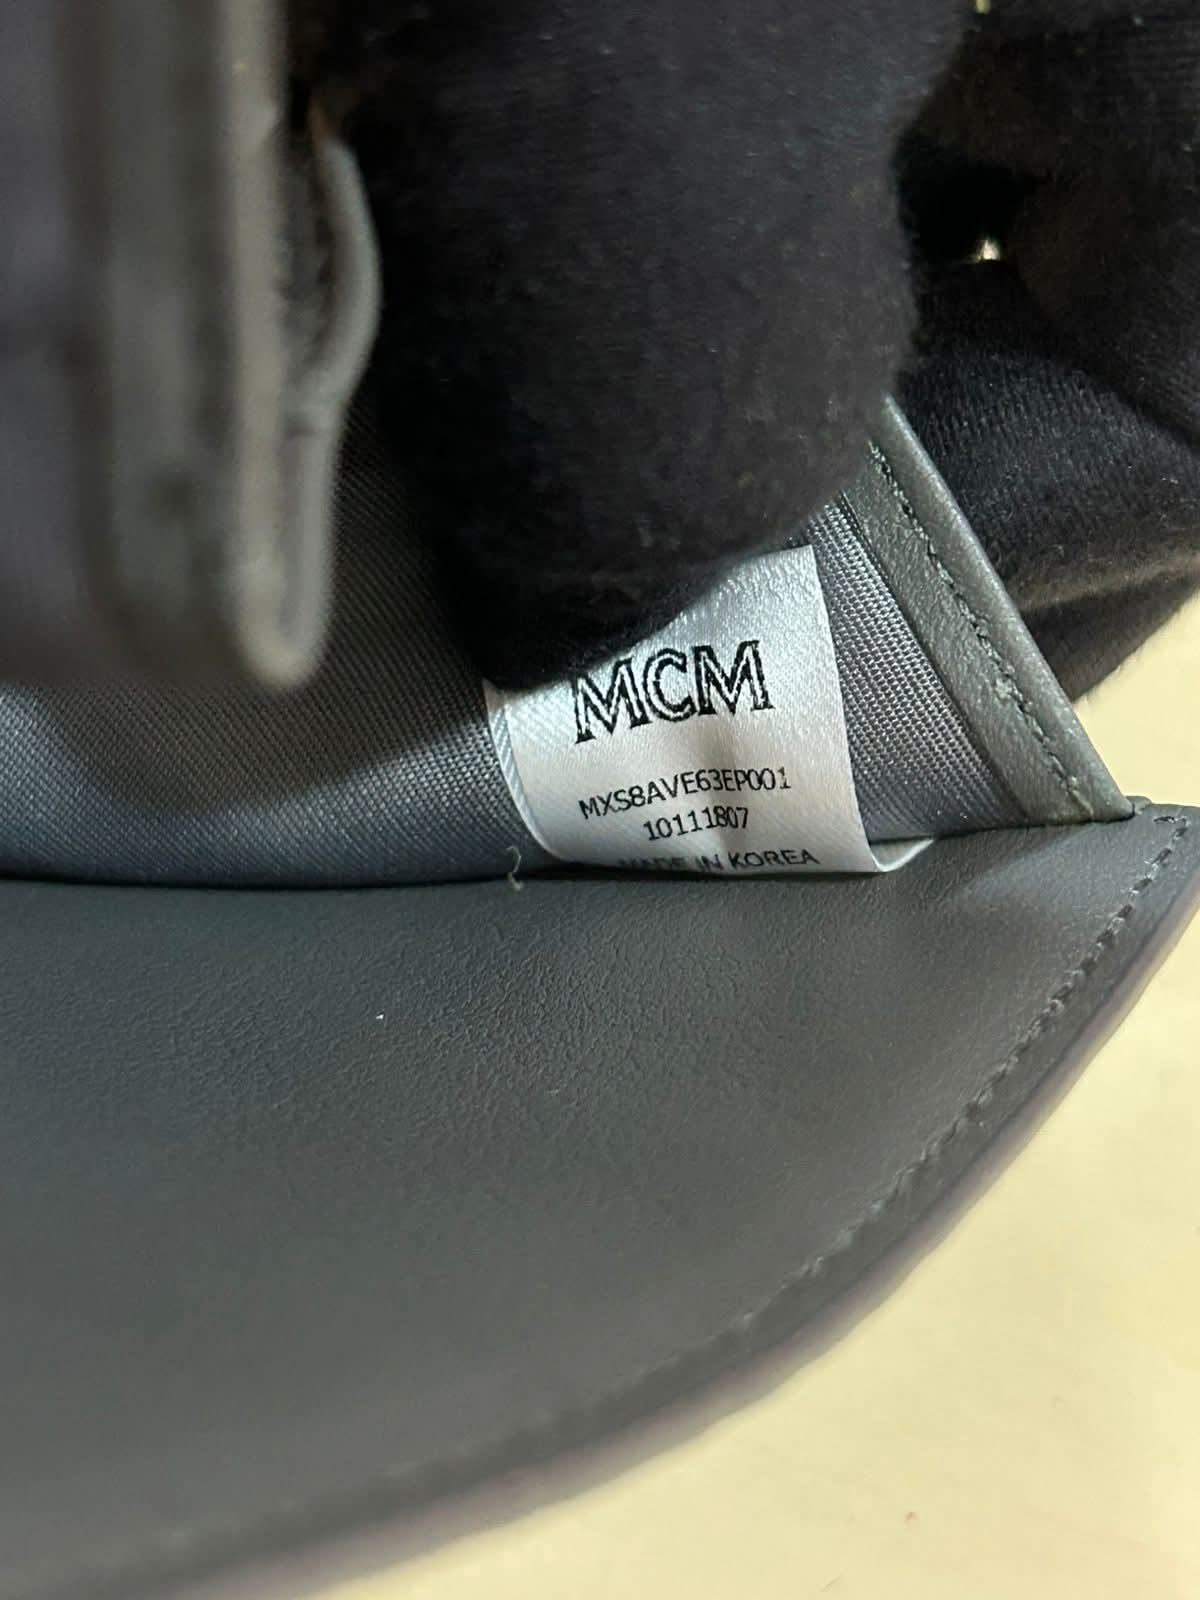 MCM
MXS8AVE63EP001
10111807
MADE IN KOREA